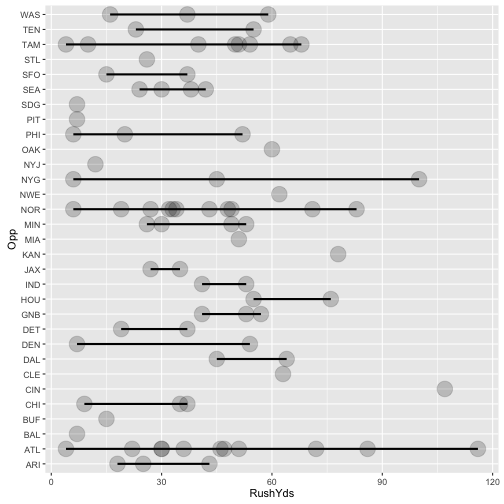 Opp
WAS
TEN
TAM
STL
SFO
SEA
SDG
PIT
PHI
OAK
NYJ
NYG
NWE
NOR
MIN
MIA
KAN
JAX
IND
HOU
GNB
DET
DEN
DAL
CLE
CIN
CHI
BUF
BAL
ATL
ARI
0 30 60 90 120
RushYds